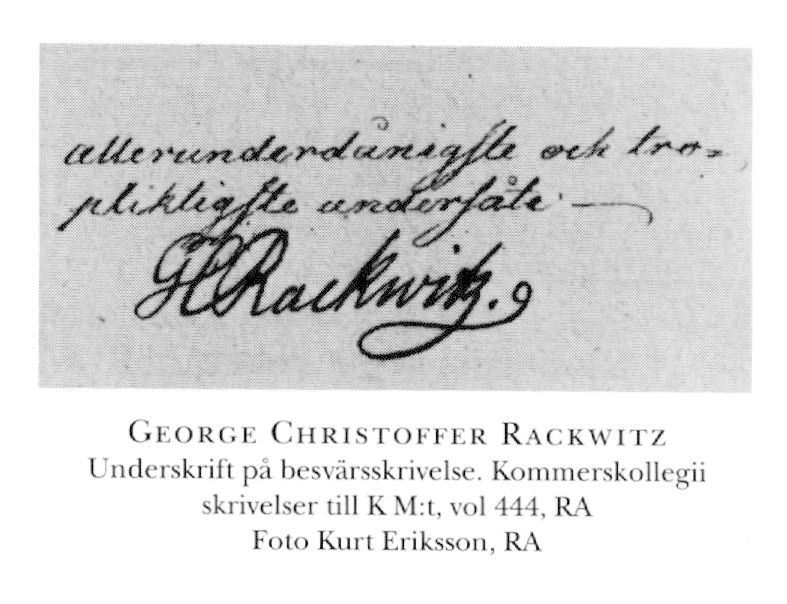 allerunderdånigste och tro=
pliktigste undersåte
GCRackwitz.
GEORGE CHRISTOFFER RACKWITZ
Underskrift på besvärsskrivelse. Kommerskollegii
skrivelser till K M:t, vol 444, RA
Foto Kurt Eriksson, RA